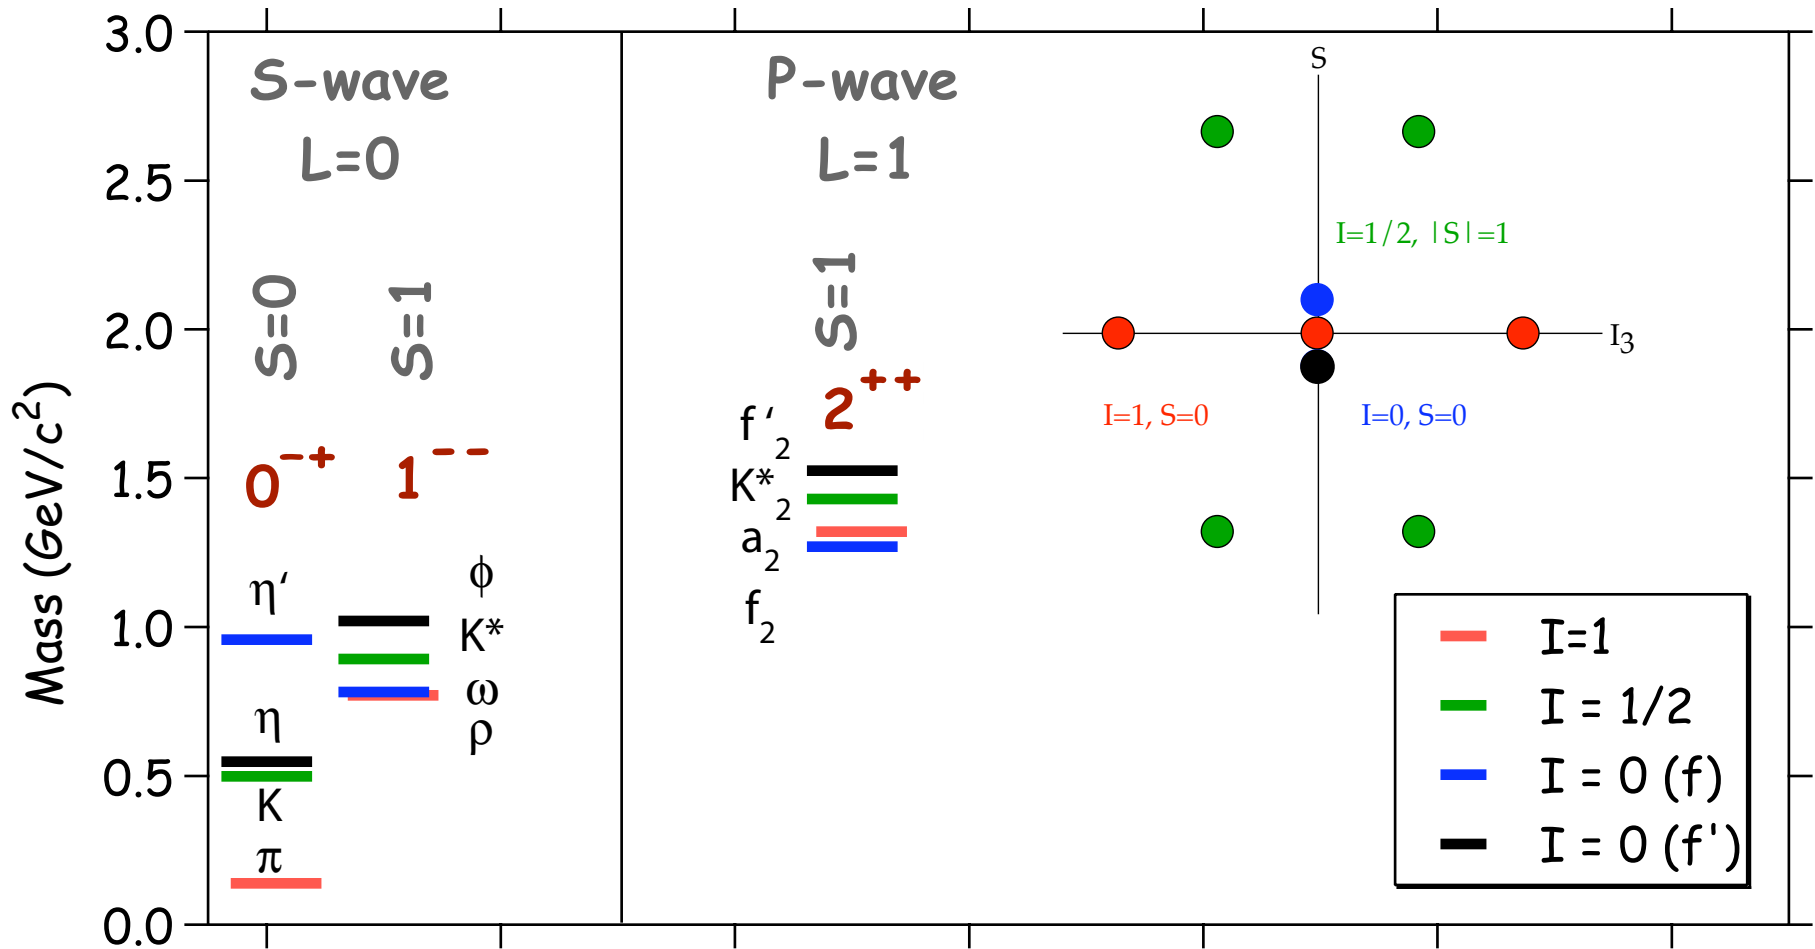 Mass (GeV/c²)
3.0
2.5
2.0
1.5
1.0
0.5
0.0
S-wave
L=0
S=0
S=1
0⁻⁺
1⁻⁻
η‘
η
K
π
ϕ
K*
ω
ρ
P-wave
L=1
S=1
2⁺⁺
f‘₂
K*₂
a₂
f₂
S
I=1/2, |S|=1
I₃
I=1, S=0
I=0, S=0
I=1
I = 1/2
I = 0 (f)
I = 0 (f')